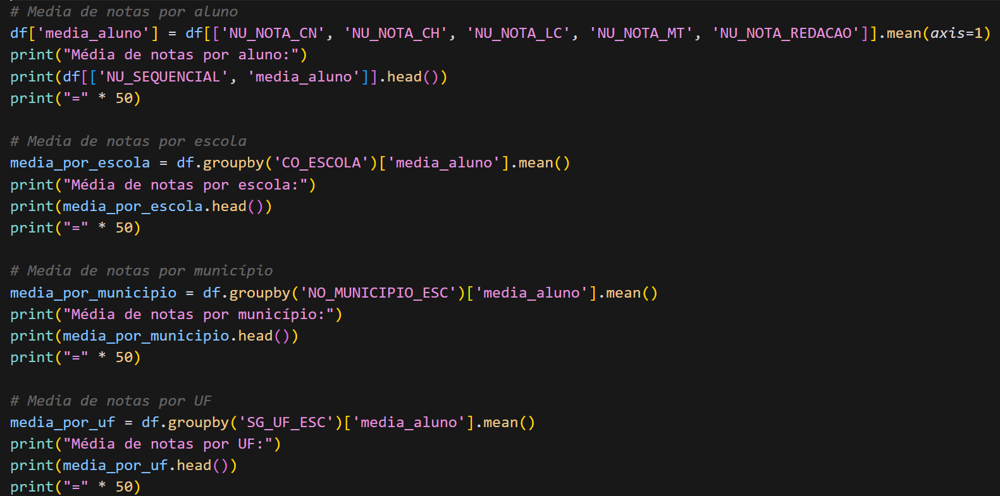 # Media de notas por aluno
df['media_aluno'] = df[['NU_NOTA_CN', 'NU_NOTA_CH', 'NU_NOTA_LC', 'NU_NOTA_MT', 'NU_NOTA_REDACAO']].mean(axis=1)
print("Média de notas por aluno:")
print(df[['NU_SEQUENCIAL', 'media_aluno']].head())
print("=" * 50)

# Media de notas por escola
media_por_escola = df.groupby('CO_ESCOLA')['media_aluno'].mean()
print("Média de notas por escola:")
print(media_por_escola.head())
print("=" * 50)

# Media de notas por município
media_por_municipio = df.groupby('NO_MUNICIPIO_ESC')['media_aluno'].mean()
print("Média de notas por município:")
print(media_por_municipio.head())
print("=" * 50)

# Media de notas por UF
media_por_uf = df.groupby('SG_UF_ESC')['media_aluno'].mean()
print("Média de notas por UF:")
print(media_por_uf.head())
print("=" * 50)